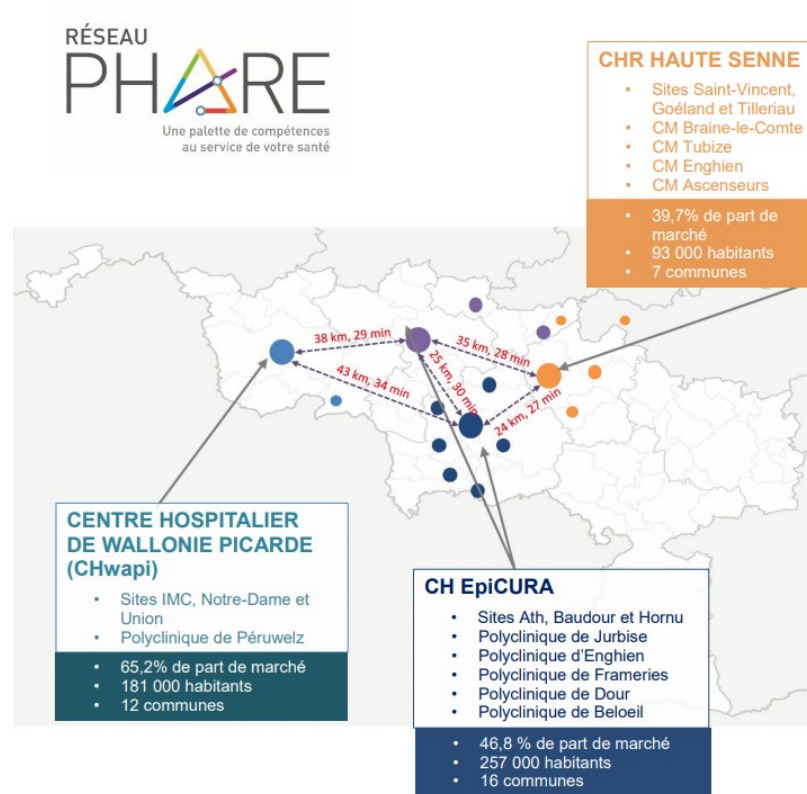 RÉSEAU
PHARE
Une palette de compétences
au service de votre santé
CHR HAUTE SENNE
• Sites Saint-Vincent,
Goéland et Tilleriau
• CM Braine-le-Comte
• CM Tubize
• CM Enghien
• CM Ascenseurs
• 39,7% de part de
marché
• 93 000 habitants
• 7 communes
38 km, 29 min
35 km, 28 min
43 km, 34 min
25 km, 30 min
24 km, 27 min
CENTRE HOSPITALIER
DE WALLONIE PICARDE
(CHwapi)
• Sites IMC, Notre-Dame et
Union
• Polyclinique de Péruwelz
• 65,2% de part de marché
• 181 000 habitants
• 12 communes
CH EpiCURA
• Sites Ath, Baudour et Hornu
• Polyclinique de Jurbise
• Polyclinique d'Enghien
• Polyclinique de Frameries
• Polyclinique de Dour
• Polyclinique de Beloeil
• 46,8 % de part de marché
• 257 000 habitants
• 16 communes